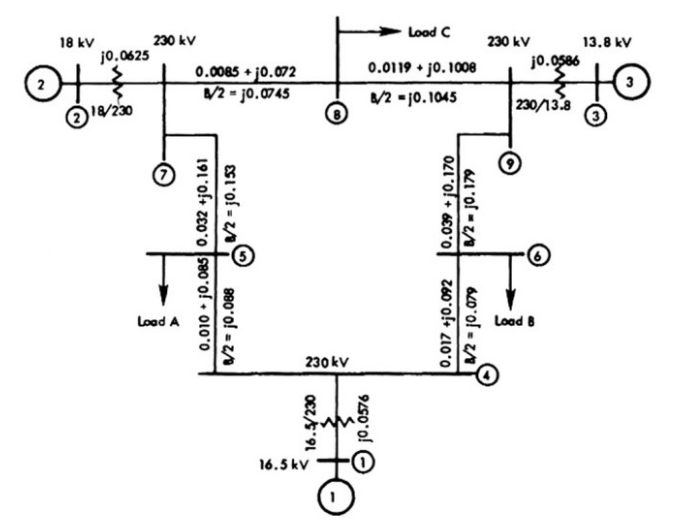 Load C
18 kV
j0.0625
230 kV
230 kV
j0.0586
13.8 kV
0.0085 + j0.072
0.0119 + j0.1008
2
3
B/2 = j0.0745
B/2 = j0.1045
18/230
230/13.8
2
8
3
7
9
0.032 + j0.161
B/2 = j0.153
0.039 + j0.170
B/2 = j0.179
5
6
Load A
0.010 + j0.085
B/2 = j0.088
0.017 + j0.092
B/2 = j0.079
Load B
230 kV
4
16.5/230
j0.0576
16.5 kV
1
1